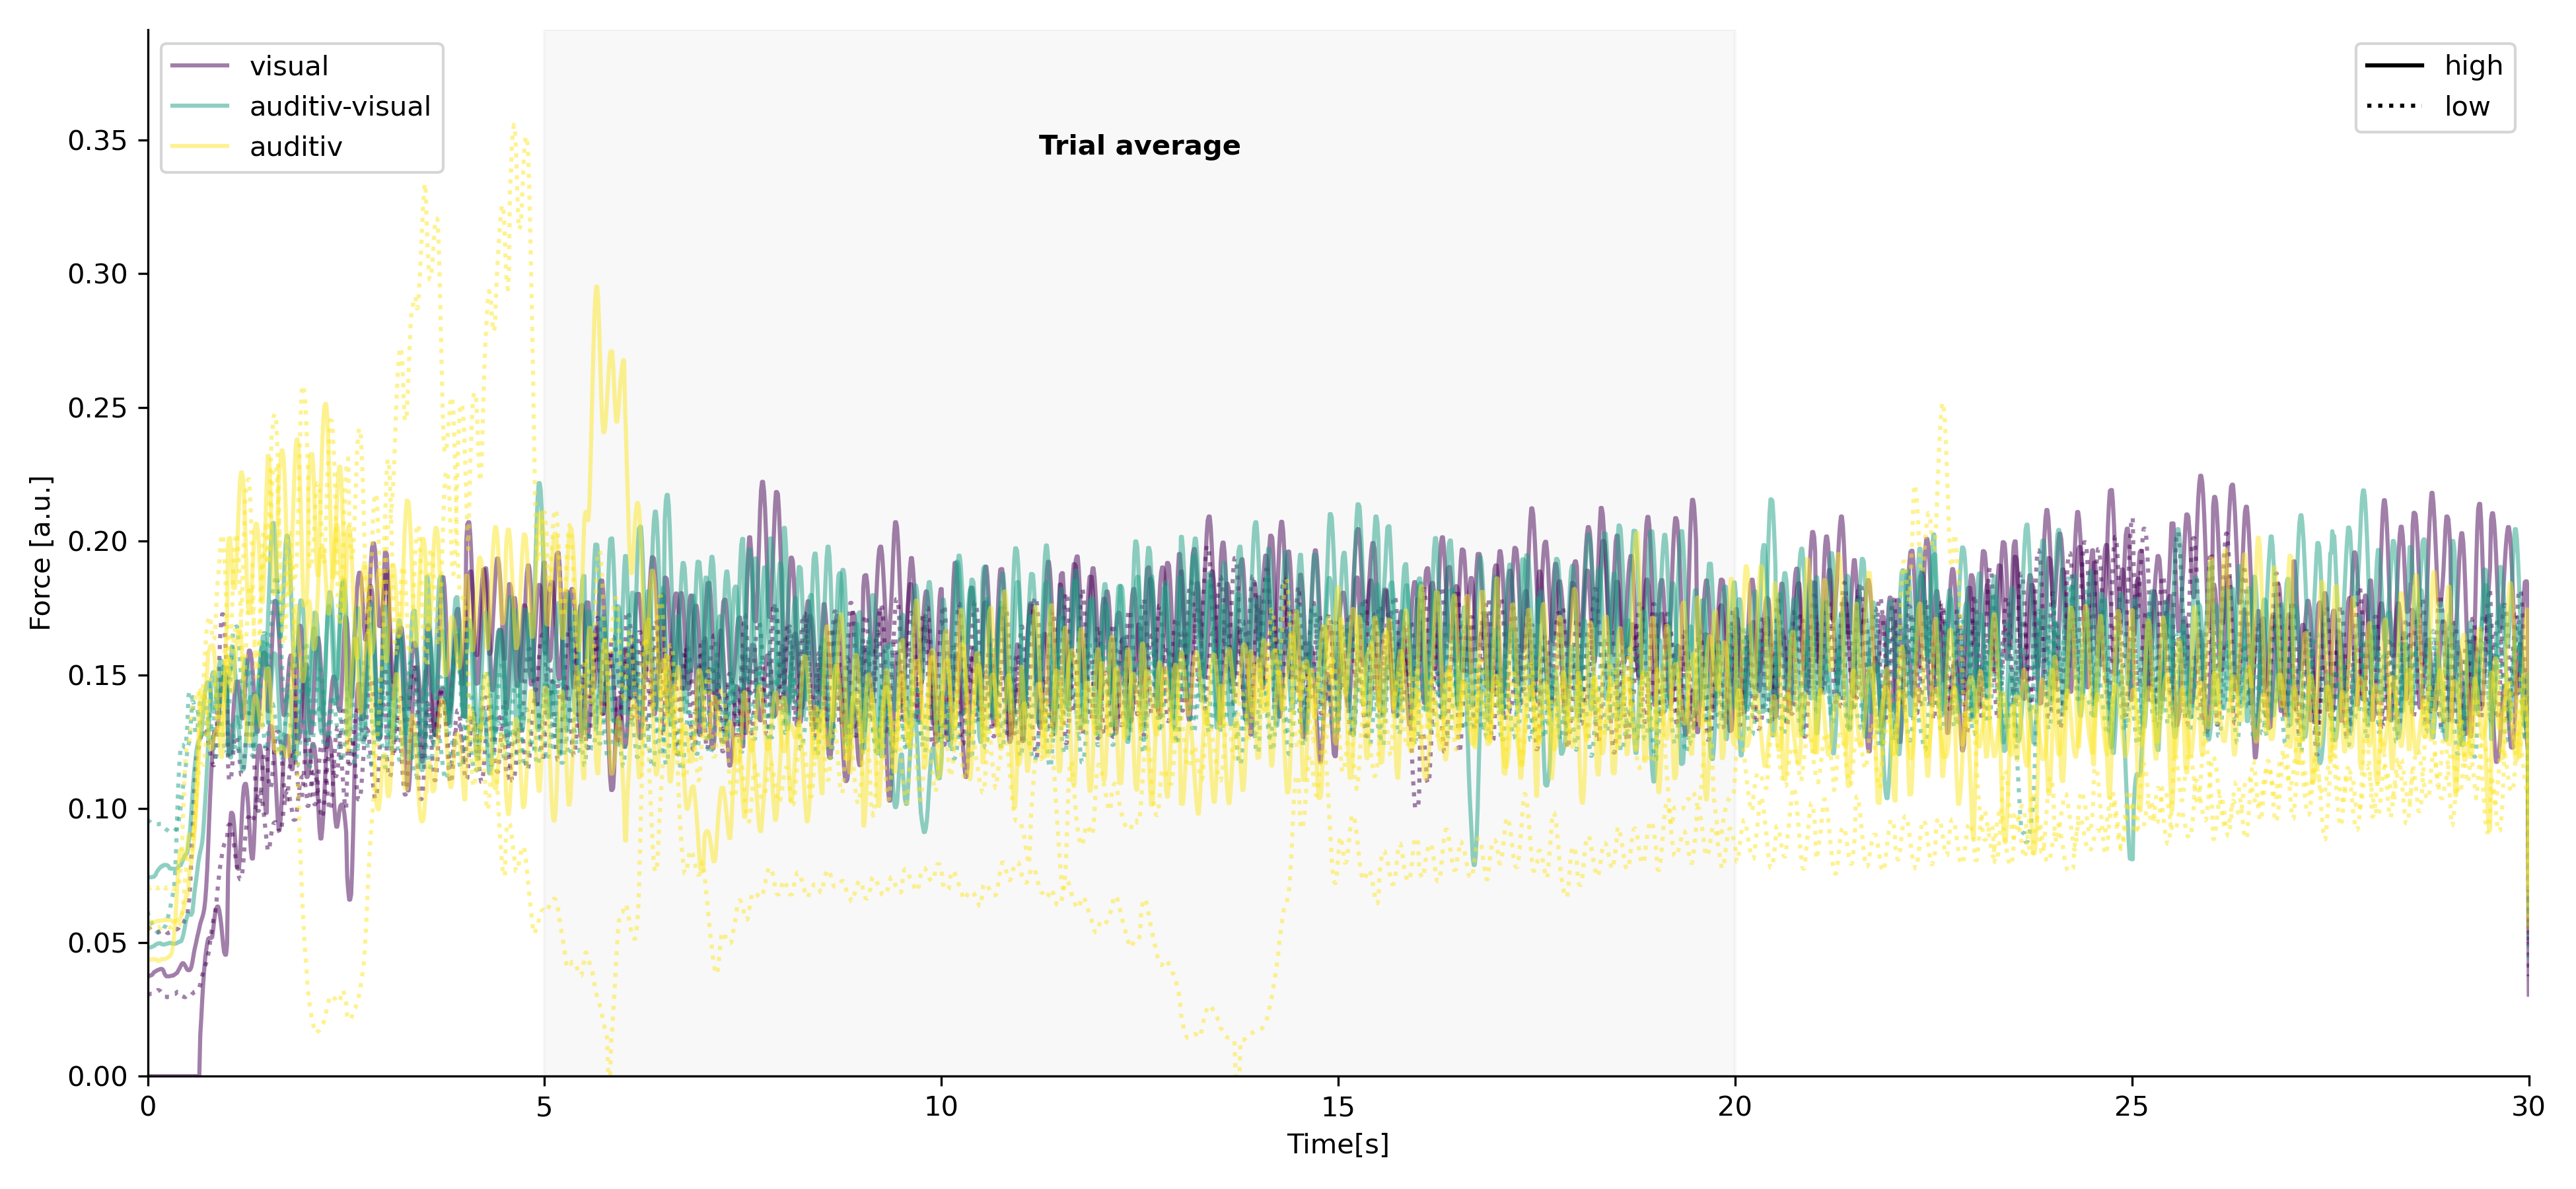 visual
auditiv-visual
auditiv
high
low
Trial average
Force [a.u.]
0.35
0.30
0.25
0.20
0.15
0.10
0.05
0.00
0 5 10 15 20 25 30
Time[s]